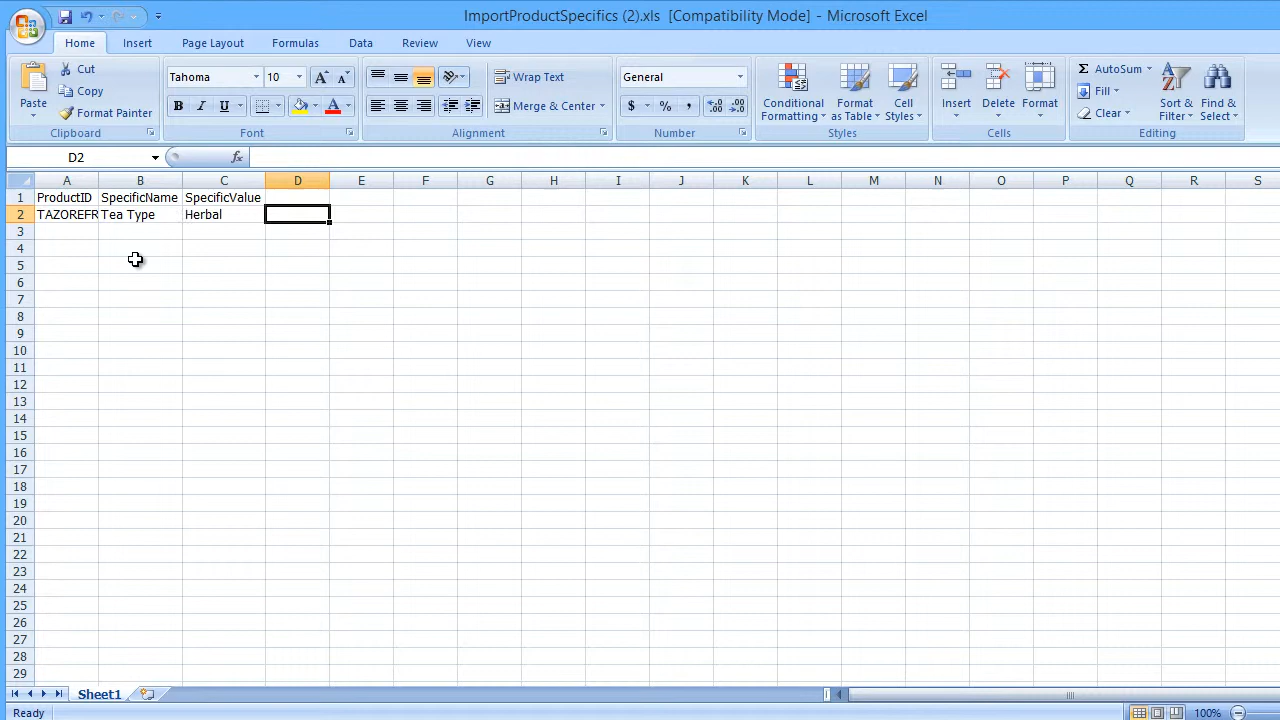 ImportProductSpecifics (2).xls [Compatibility Mode] - Microsoft Excel
Home Insert Page Layout Formulas Data Review View
Paste
Cut
Copy
Format Painter
Clipboard
Tahoma 10
B I U
Font
Wrap Text
Merge & Center
Alignment
General
$ % ,
Number
Conditional Formatting
Format as Table
Cell Styles
Styles
Insert
Delete
Format
Cells
AutoSum
Fill
Clear
Sort & Filter
Find & Select
Editing
D2 fx
A B C D E F G H I J K L M N O P Q R S
1 ProductID SpecificName SpecificValue
2 TAZOREFR Tea Type Herbal
3
4
5
6
7
8
9
10
11
12
13
14
15
16
17
18
19
20
21
22
23
24
25
26
27
28
29
Sheet1
Ready 100%